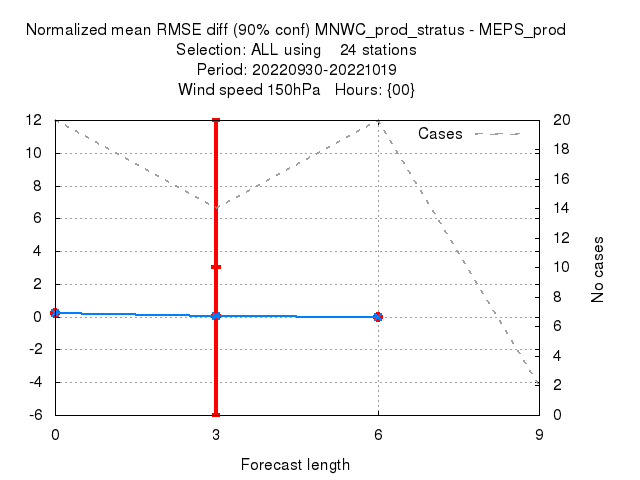 Normalized mean RMSE diff (90% conf) MNWC_prod_stratus - MEPS_prod
Selection: ALL using 24 stations
Period: 20220930-20221019
Wind speed 150hPa Hours: {00}
Cases
12
10
8
6
4
2
0
-2
-4
-6
20
18
16
14
12
10
8
6
4
2
0
No cases
0 3 6 9
Forecast length